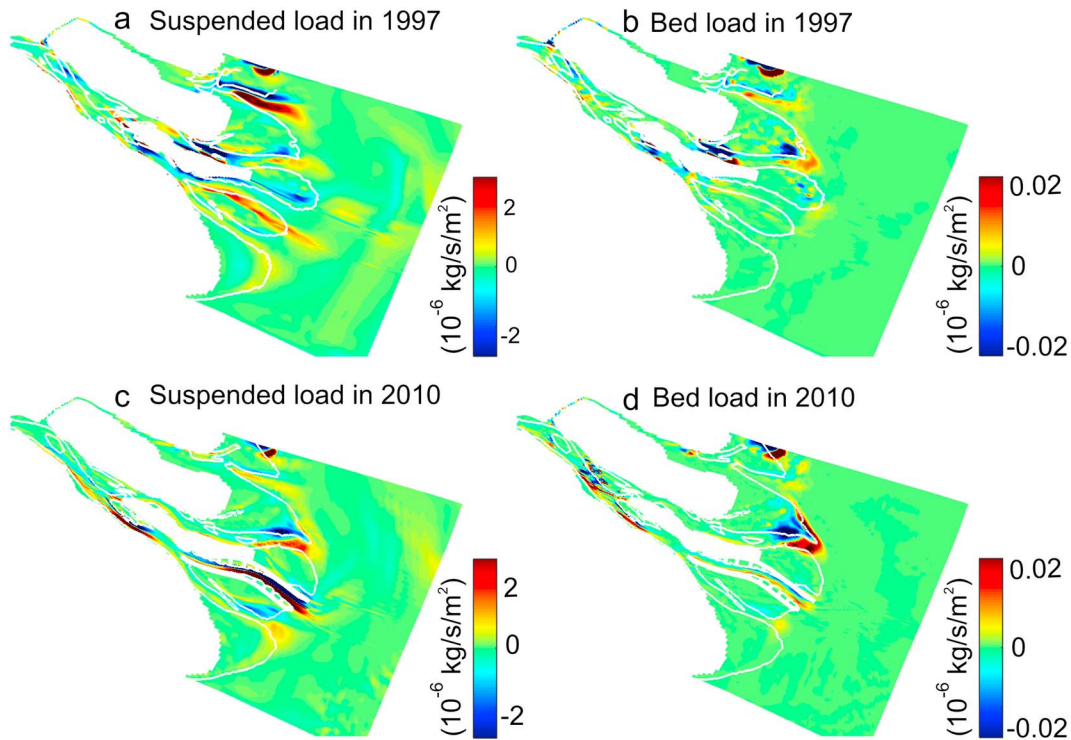 a Suspended load in 1997
2
0
-2
(10⁻⁶ kg/s/m²)
b Bed load in 1997
0.02
0
-0.02
(10⁻⁶ kg/s/m²)
c Suspended load in 2010
2
0
-2
(10⁻⁶ kg/s/m²)
d Bed load in 2010
0.02
0
-0.02
(10⁻⁶ kg/s/m²)